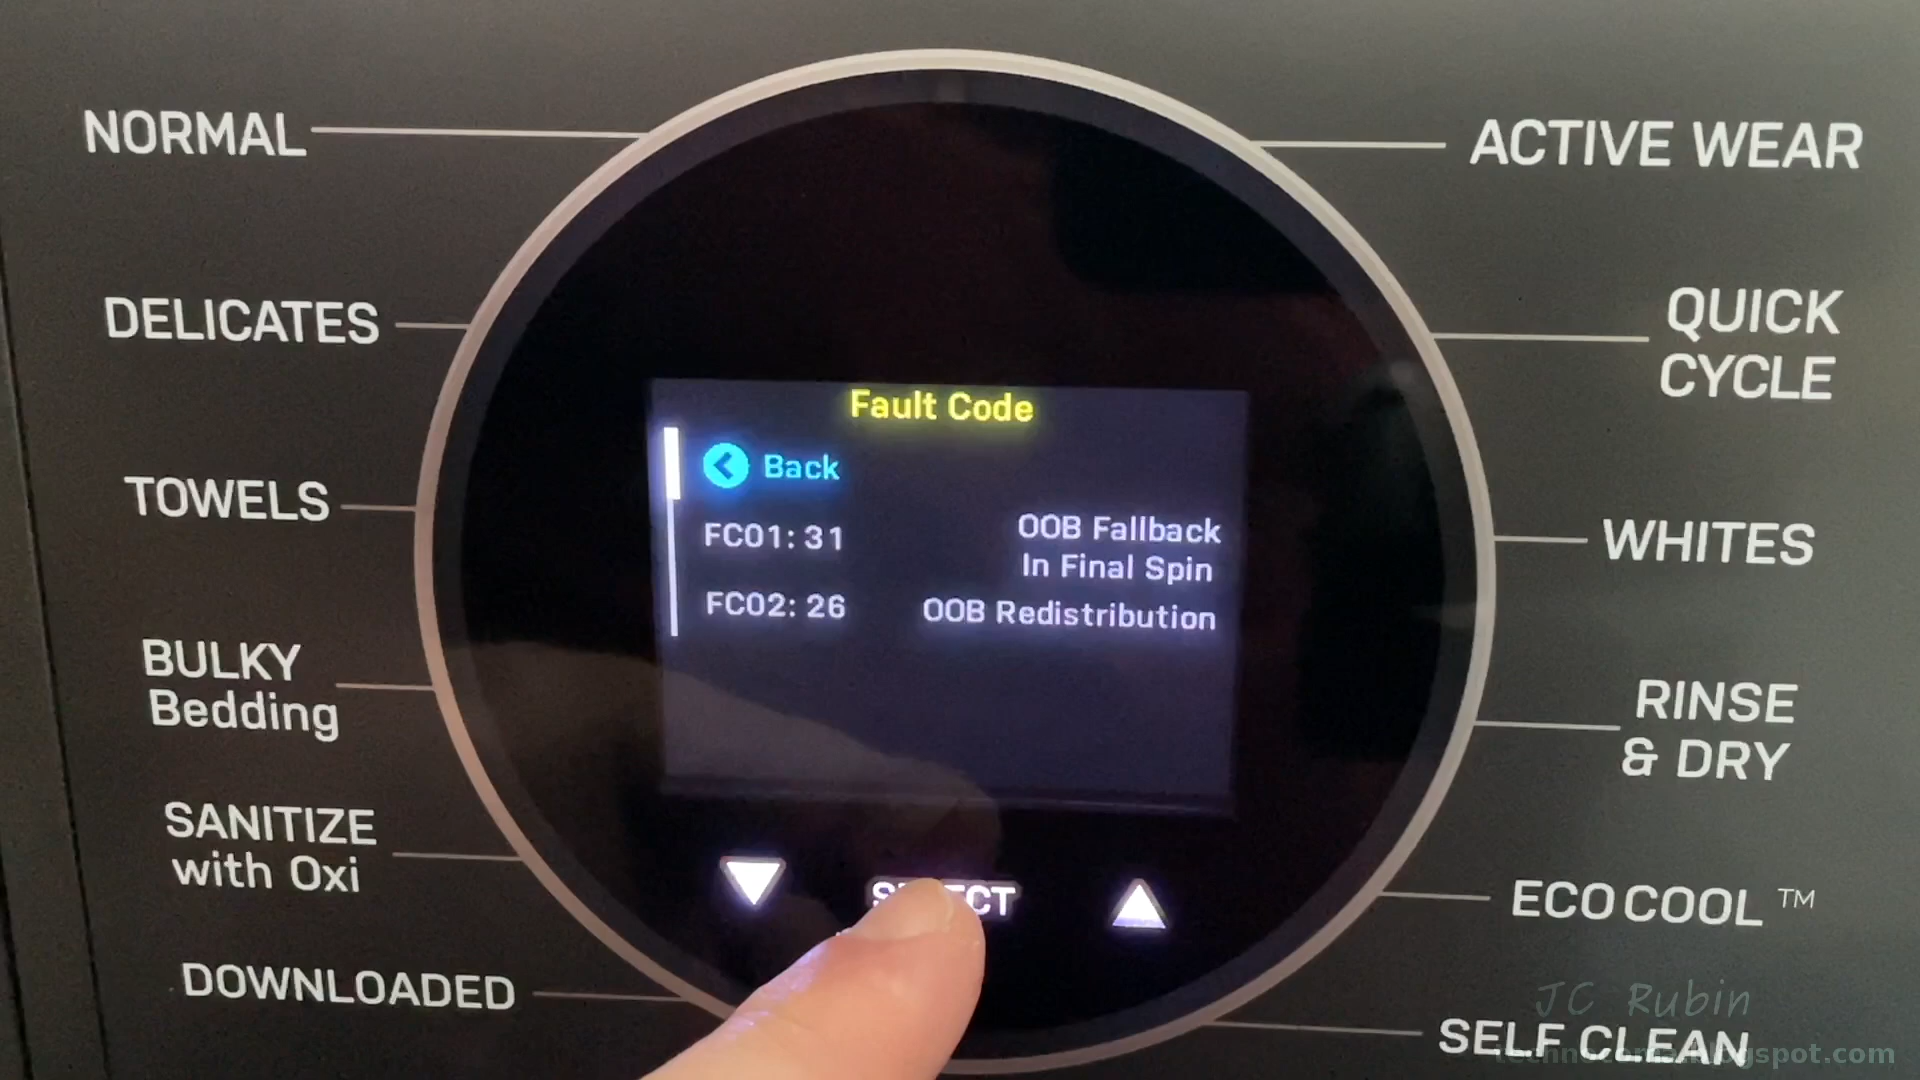 NORMAL
DELICATES
TOWELS
BULKY
Bedding
SANITIZE
with Oxi
DOWNLOADED
Fault Code
Back
FC01: 31 OOB Fallback
In Final Spin
FC02: 26 OOB Redistribution
ACTIVE WEAR
QUICK
CYCLE
WHITES
RINSE
& DRY
ECO COOL ™
SELF CLEAN
JC Rubin